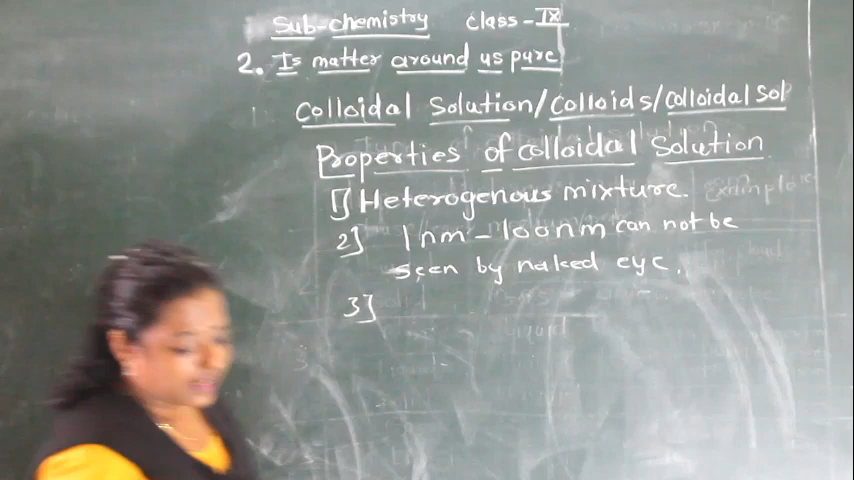 Sub-chemistry class-IX
2. Is matter around us pure
Colloidal Solution/Colloids/Colloidal Sol
Properties of colloidal Solution
1] Heterogenous mixture.
2] 1nm-100nm can not be
seen by naked eye.
3]